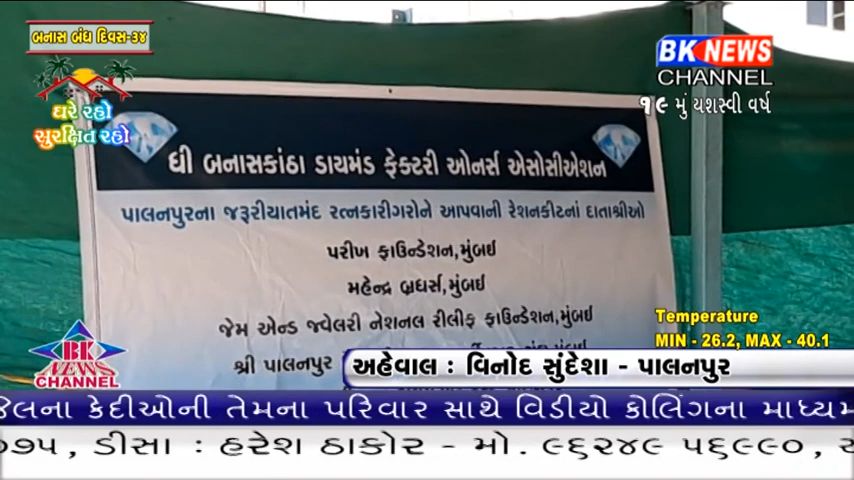 બનાસ બંધ દિવસ-૩૪
ઘરે રહો
સુરક્ષિત રહો
BK NEWS
CHANNEL
૧૯ મું યશસ્વી વર્ષ
ધી બનાસકાંઠા ડાયમંડ ફેક્ટરી ઓનર્સ એસોસીએશન
પાલનપુરના જરૂરીયાતમંદ રત્નકારીગરોને આપવાની રેશનકીટનાં દાતાશ્રીઓ
પરીખ ફાઉન્ડેશન,મુંબઈ
મહેન્દ્ર બ્રધર્સ,મુંબઈ
જેમ એન્ડ જ્વેલરી નેશનલ રીલીફ ફાઉન્ડેશન,મુંબઈ
શ્રી પાલનપુર
Temperature
MIN - 26.2, MAX - 40.1
BK
NEWS
CHANNEL
અહેવાલ : વિનોદ સુંદેશા - પાલનપુર
જેલના કેદીઓની તેમના પરિવાર સાથે વિડીયો કોલિંગના માધ્યમ
૦૭૫, ડીસા : હરેશ ઠાકોર - મો. ૯૬૨૪૯ ૫૬૯૯૦,